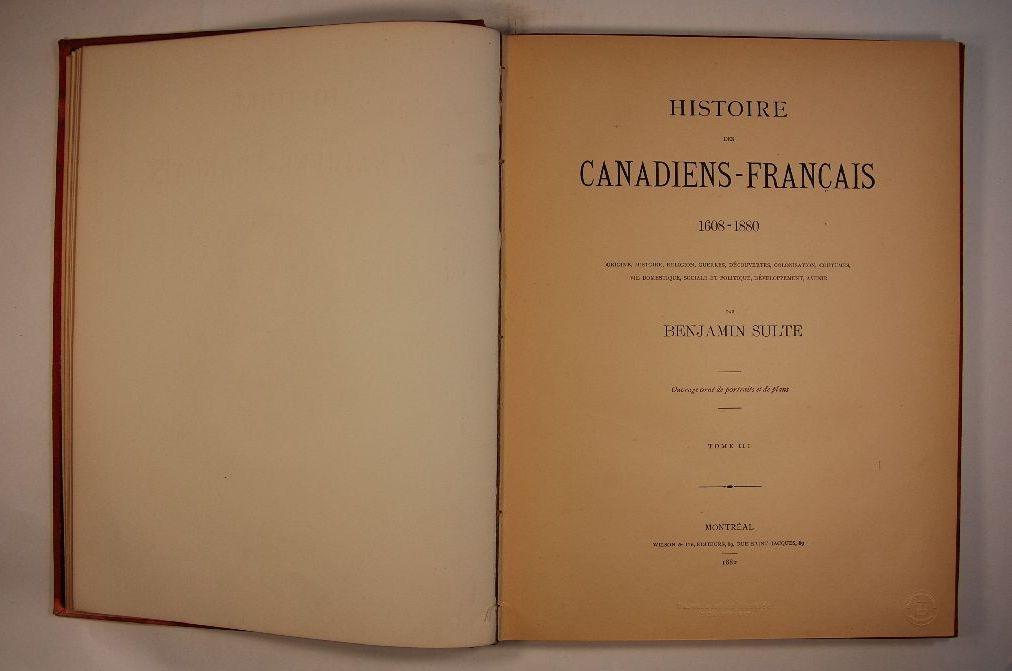 HISTOIRE
DES
CANADIENS-FRANÇAIS
1608-1880
ORIGINE, HISTOIRE, RELIGION, GUERRES, DÉCOUVERTES, COLONISATION, COUTUMES,
VIE DOMESTIQUE, SOCIALE ET POLITIQUE, DÉVELOPPEMENT, AVENIR
PAR
BENJAMIN SULTE
Ouvrage orné de portraits et de plans
TOME III
MONTRÉAL
WILSON & CIE, ÉDITEURS, 89, RUE SAINT-JACQUES, 89
1882